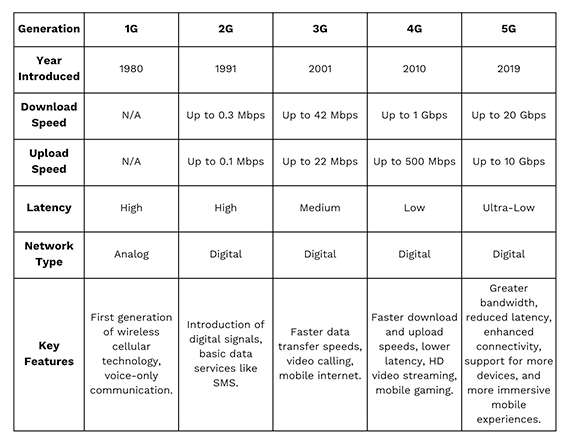 Generation 1G 2G 3G 4G 5G
Year
Introduced
1980 1991 2001 2010 2019
Download
Speed
N/A Up to 0.3 Mbps Up to 42 Mbps Up to 1 Gbps Up to 20 Gbps
Upload
Speed
N/A Up to 0.1 Mbps Up to 22 Mbps Up to 500 Mbps Up to 10 Gbps
Latency High High Medium Low Ultra-Low
Network
Type
Analog Digital Digital Digital Digital
Key
Features
First generation
of wireless
cellular
technology,
voice-only
communication.
Introduction of
digital signals,
basic data
services like
SMS.
Faster data
transfer speeds,
video calling,
mobile internet.
Faster download
and upload
speeds, lower
latency, HD
video streaming,
mobile gaming.
Greater
bandwidth,
reduced latency,
enhanced
connectivity,
support for more
devices, and
more immersive
mobile
experiences.